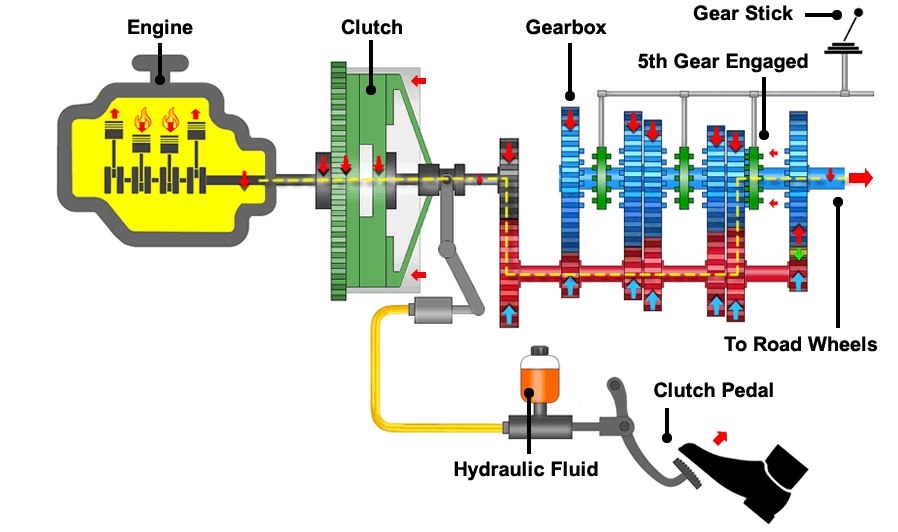 Gear Stick
Engine
Clutch
Gearbox
5th Gear Engaged
To Road Wheels
Clutch Pedal
Hydraulic Fluid